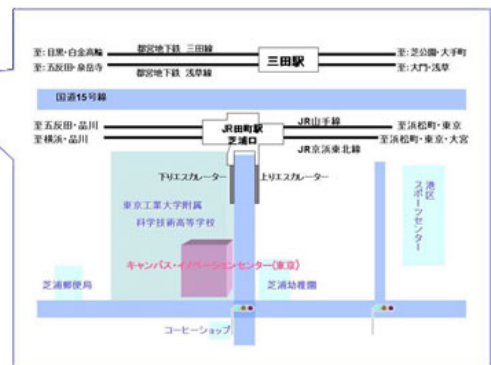 至:目黒・白金高輪
都営地下鉄 三田線
至:芝公園・大手町
三田駅
至:五反田・泉岳寺
都営地下鉄 浅草線
至:大門・浅草
国道15号線
至五反田・品川
JR田町駅
芝浦口
JR山手線
至浜松町・東京
至横浜・品川
JR京浜東北線
至浜松町・東京・大宮
下りエスカレーター
上りエスカレーター
東京工業大学附属
科学技術高等学校
港区
スポーツセンター
キャンパス・イノベーションセンター(東京)
芝浦郵便局
芝浦幼稚園
コーヒーショップ